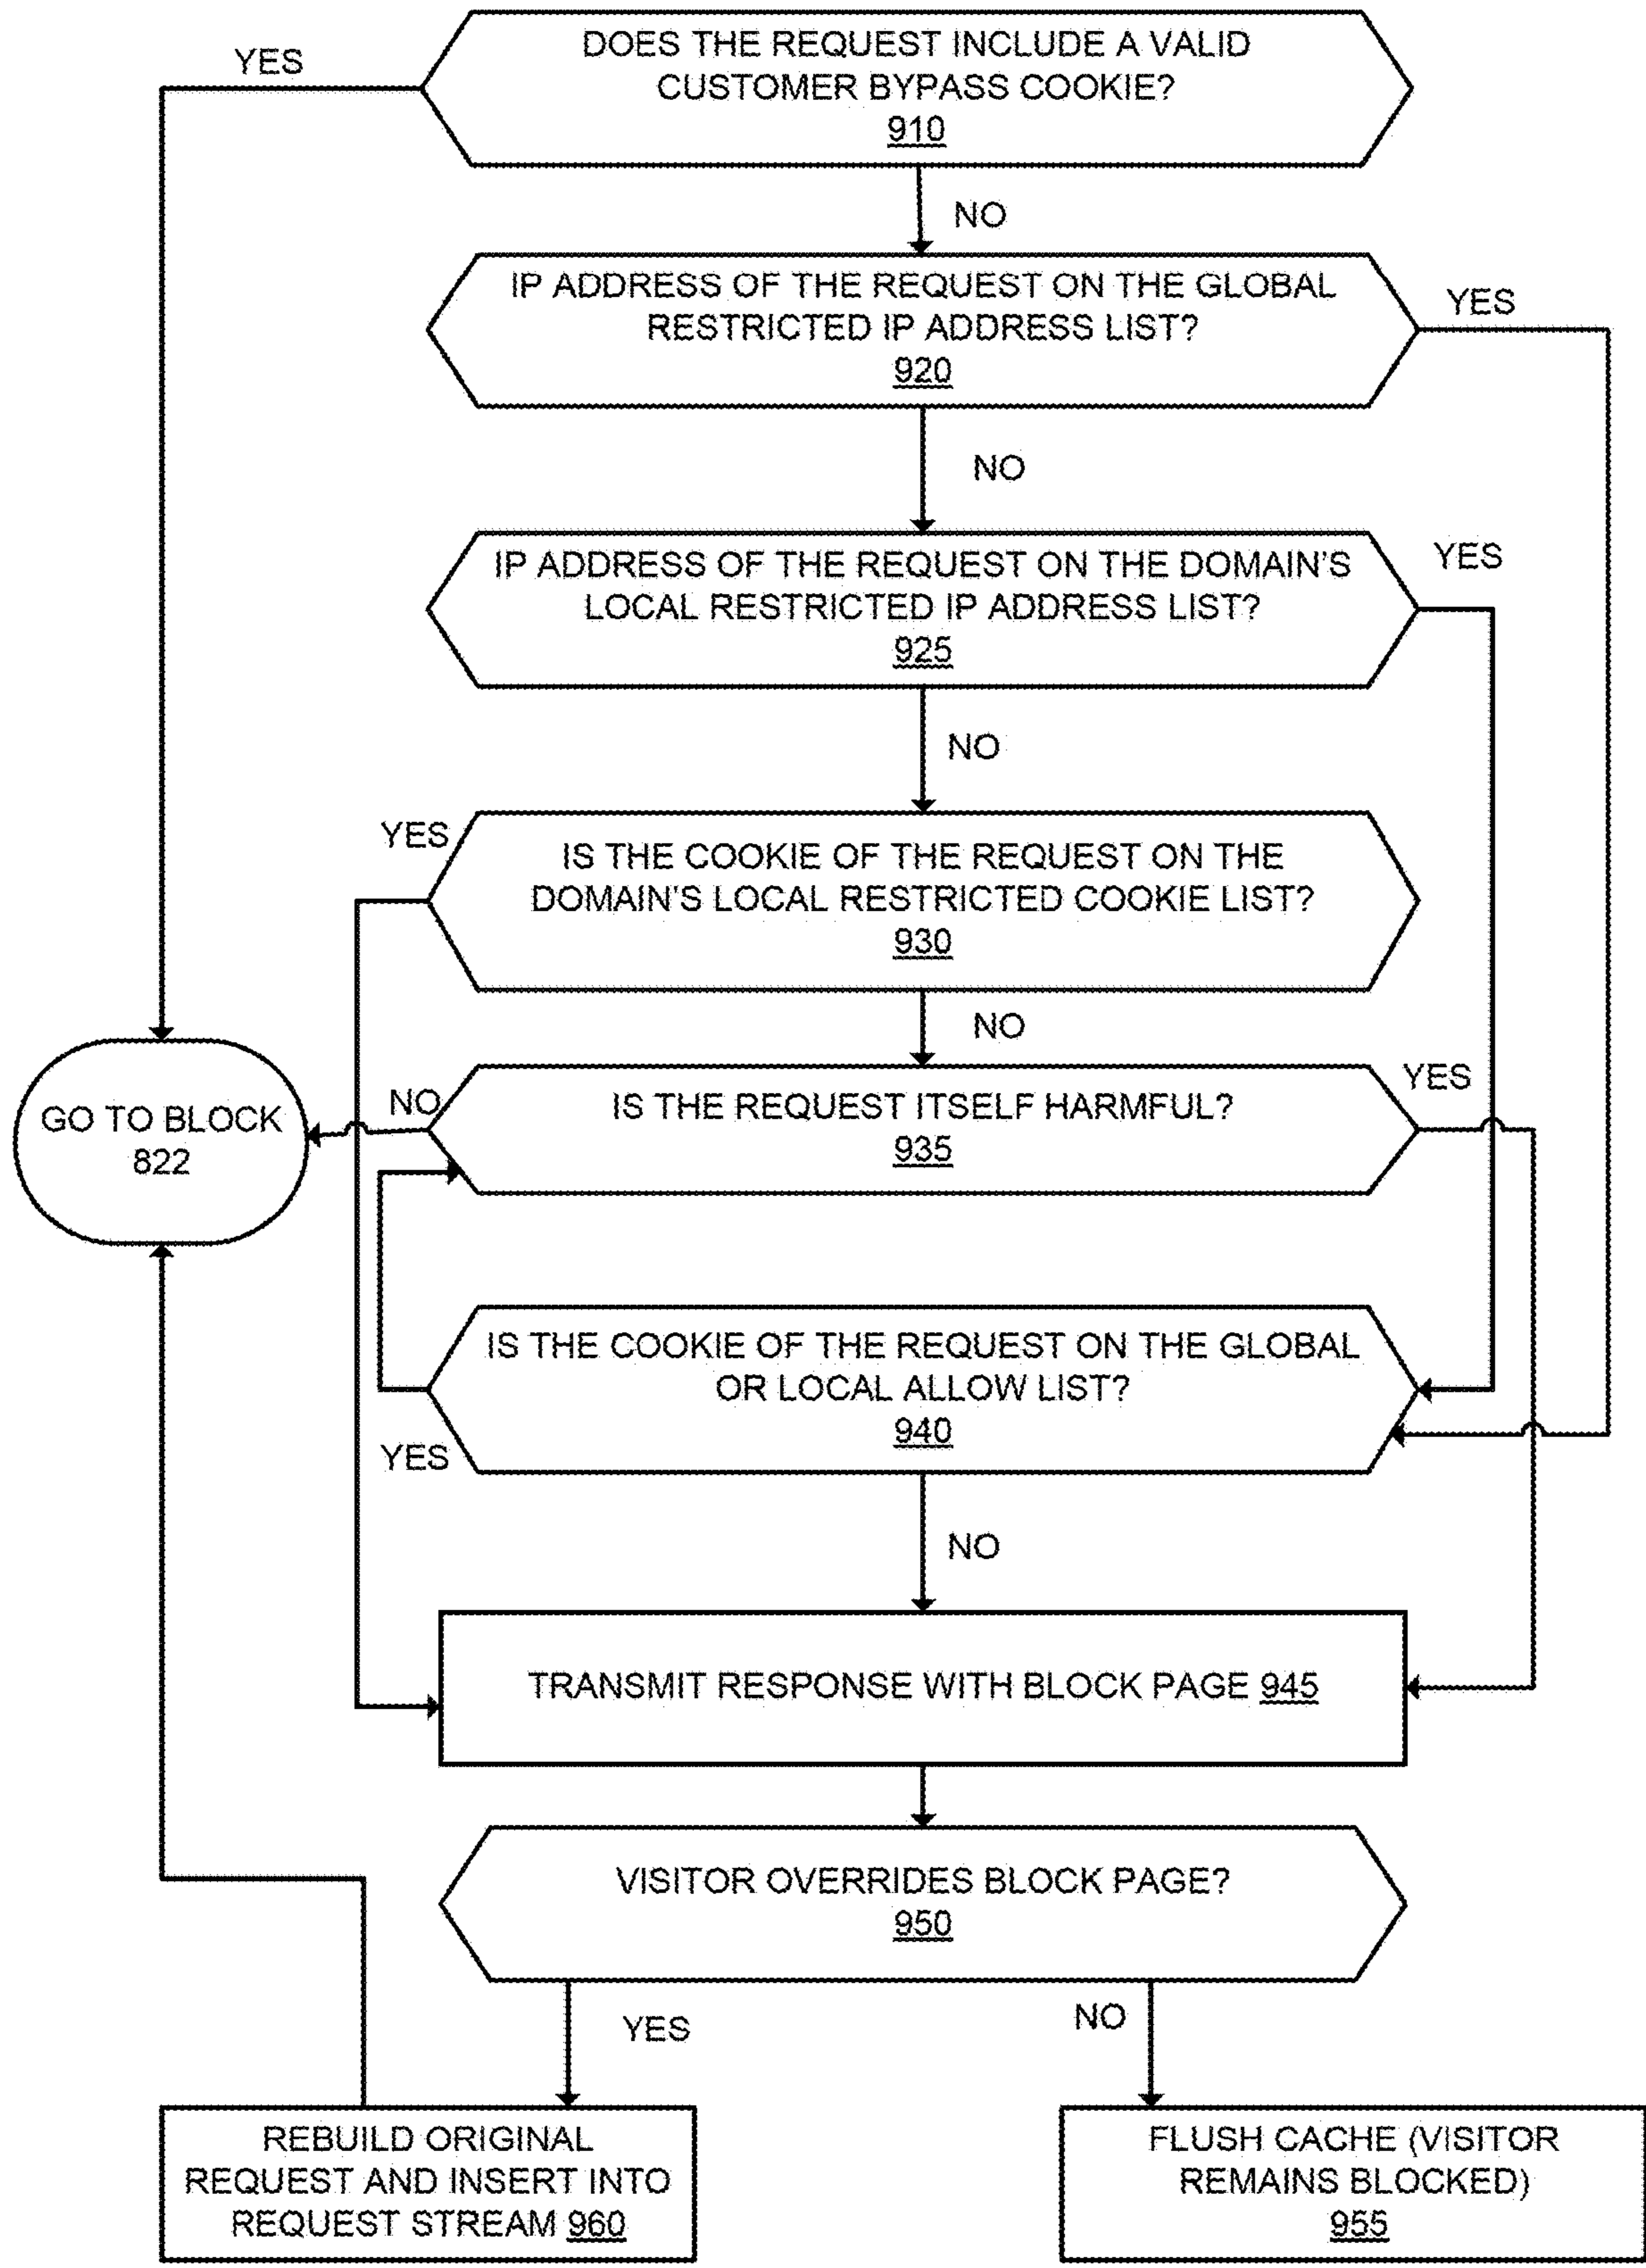 DOES THE REQUEST INCLUDE A VALID
CUSTOMER BYPASS COOKIE?
910
YES
NO
IP ADDRESS OF THE REQUEST ON THE GLOBAL
RESTRICTED IP ADDRESS LIST?
920
YES
NO
IP ADDRESS OF THE REQUEST ON THE DOMAIN'S
LOCAL RESTRICTED IP ADDRESS LIST?
925
YES
NO
YES
IS THE COOKIE OF THE REQUEST ON THE
DOMAIN'S LOCAL RESTRICTED COOKIE LIST?
930
NO
GO TO BLOCK
822
NO
IS THE REQUEST ITSELF HARMFUL?
935
YES
IS THE COOKIE OF THE REQUEST ON THE GLOBAL
OR LOCAL ALLOW LIST?
940
YES
NO
TRANSMIT RESPONSE WITH BLOCK PAGE 945
VISITOR OVERRIDES BLOCK PAGE?
950
YES
NO
REBUILD ORIGINAL
REQUEST AND INSERT INTO
REQUEST STREAM 960
FLUSH CACHE (VISITOR
REMAINS BLOCKED)
955